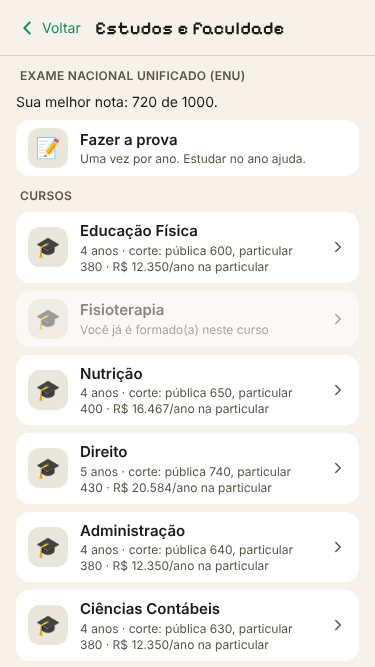 Voltar
Estudos e Faculdade
EXAME NACIONAL UNIFICADO (ENU)
Sua melhor nota: 720 de 1000.
Fazer a prova
Uma vez por ano. Estudar no ano ajuda.
CURSOS
Educação Física
4 anos · corte: pública 600, particular
380 · R$ 12.350/ano na particular
Fisioterapia
Você já é formado(a) neste curso
Nutrição
4 anos · corte: pública 650, particular
400 · R$ 16.467/ano na particular
Direito
5 anos · corte: pública 740, particular
430 · R$ 20.584/ano na particular
Administração
4 anos · corte: pública 640, particular
380 · R$ 12.350/ano na particular
Ciências Contábeis
4 anos · corte: pública 630, particular
380 · R$ 12.350/ano na particular